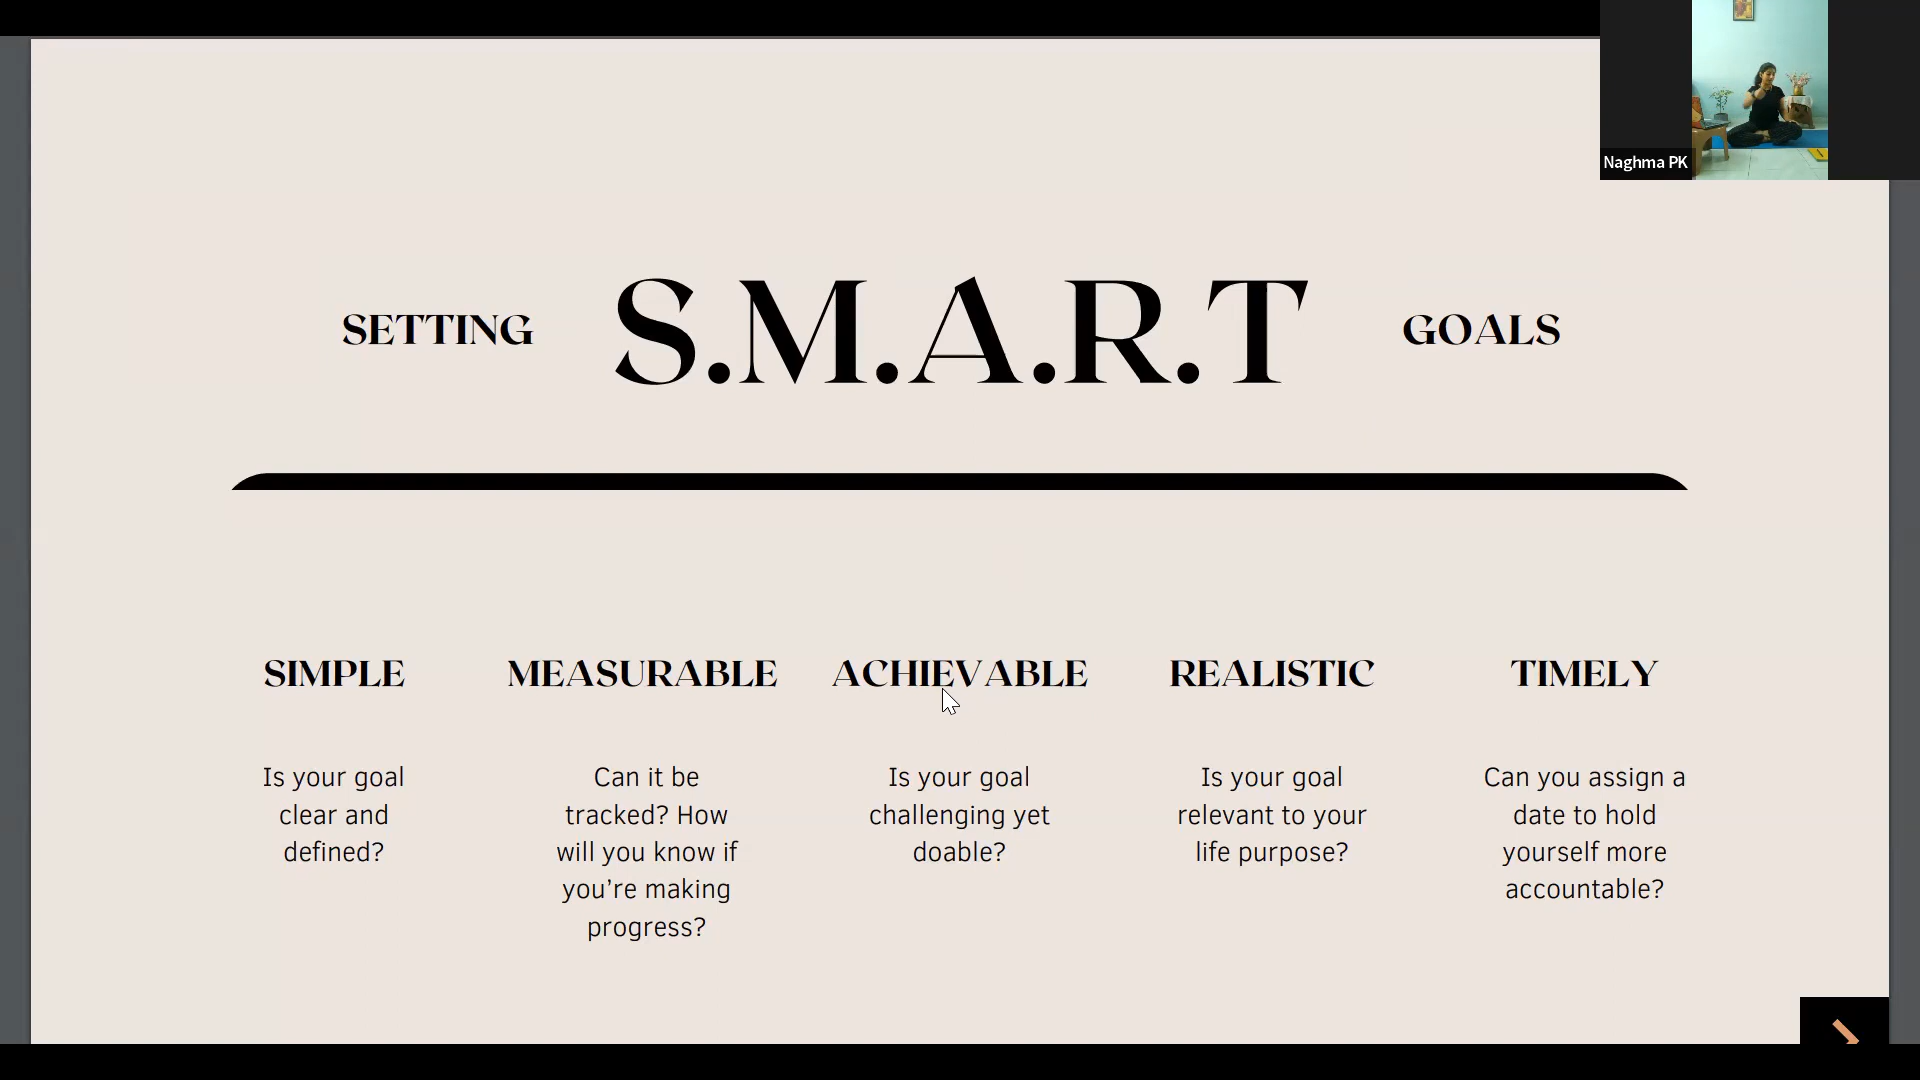 Naghma PK
SETTING S.M.A.R.T GOALS
SIMPLE
Is your goal
clear and
defined?
MEASURABLE
Can it be
tracked? How
will you know if
you’re making
progress?
ACHIEVABLE
Is your goal
challenging yet
doable?
REALISTIC
Is your goal
relevant to your
life purpose?
TIMELY
Can you assign a
date to hold
yourself more
accountable?